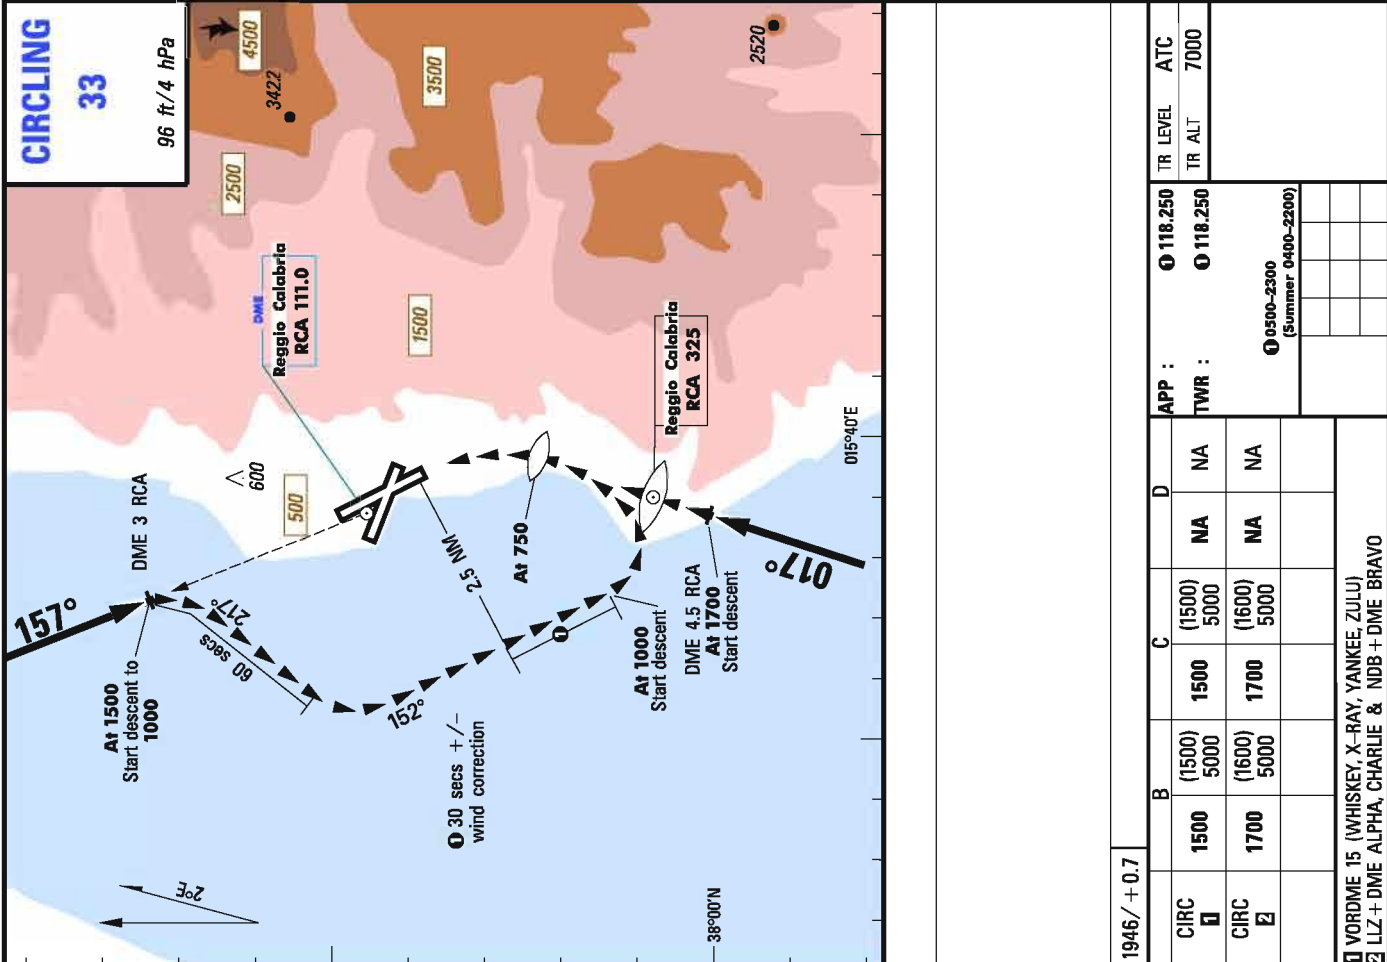 CIRCLING
33
96 ft/4 hPa
4500
3422
3500
2520
2500
DME
Reggio Calabria
RCA 111.0
1500
Reggio Calabria
RCA 325
015°40'E
DME 3 RCA
600
500
157°
217°
60 secs
At 1500
Start descent to
1000
152°
2.5 NM
At 750
❶
At 1000
Start descent
DME 4.5 RCA
At 1700
Start descent
017°
❶ 30 secs +/−
wind correction
2°E
38°00'N
1946/ + 0.7
TR LEVEL ATC
TR ALT 7000
APP : ❶ 118.250
TWR : ❶ 118.250
❶ 0500–2300
(Summer 0400–2200)
B C D
CIRC 1 1500 (1500) 5000 1500 (1500) 5000 NA NA
CIRC 2 1700 (1600) 5000 1700 (1600) 5000 NA NA
1 VORDME 15 (WHISKEY, X–RAY, YANKEE, ZULU)
2 LLZ + DME ALPHA, CHARLIE & NDB + DME BRAVO